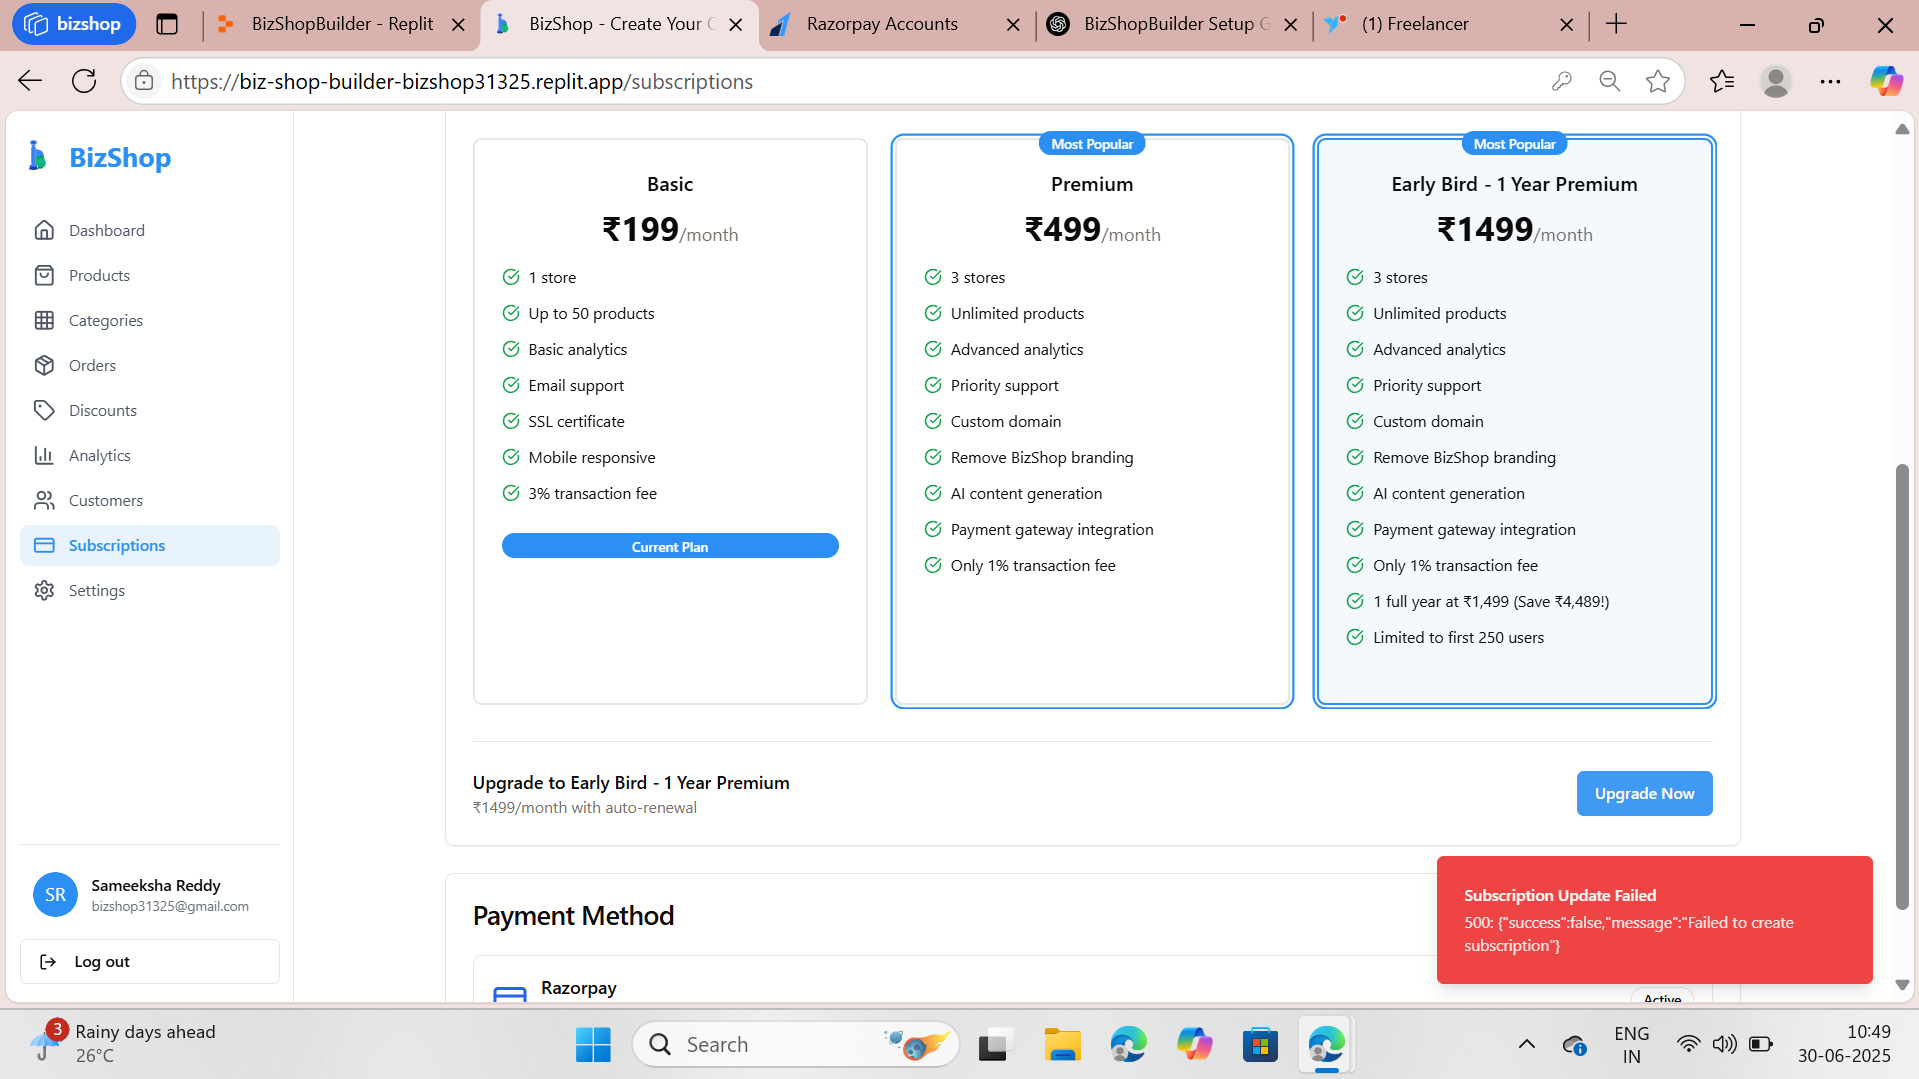 bizshop
BizShopBuilder - Replit
BizShop - Create Your
Razorpay Accounts
BizShopBuilder Setup
(1) Freelancer
https://biz-shop-builder-bizshop31325.replit.app/subscriptions
BizShop
Dashboard
Products
Categories
Orders
Discounts
Analytics
Customers
Subscriptions
Settings
SR
Sameeksha Reddy
bizshop31325@gmail.com
Log out
Basic
₹199/month
1 store
Up to 50 products
Basic analytics
Email support
SSL certificate
Mobile responsive
3% transaction fee
Current Plan
Most Popular
Premium
₹499/month
3 stores
Unlimited products
Advanced analytics
Priority support
Custom domain
Remove BizShop branding
AI content generation
Payment gateway integration
Only 1% transaction fee
Most Popular
Early Bird - 1 Year Premium
₹1499/month
3 stores
Unlimited products
Advanced analytics
Priority support
Custom domain
Remove BizShop branding
AI content generation
Payment gateway integration
Only 1% transaction fee
1 full year at ₹1,499 (Save ₹4,489!)
Limited to first 250 users
Upgrade to Early Bird - 1 Year Premium
₹1499/month with auto-renewal
Upgrade Now
Payment Method
Razorpay
Active
Subscription Update Failed
500: {"success":false,"message":"Failed to create
subscription"}
3
Rainy days ahead
26°C
Search
ENG
IN
10:49
30-06-2025